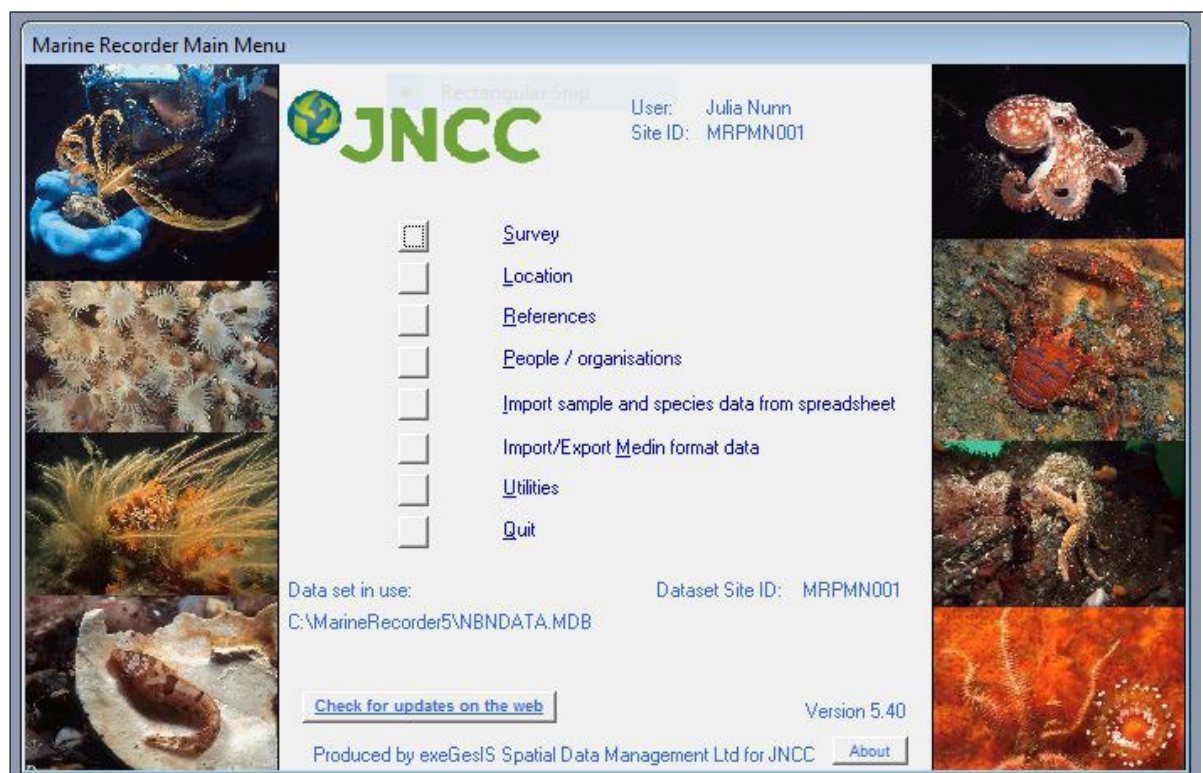 Marine Recorder Main Menu
Rectangular Snip
JNCC
User: Julia Nunn
Site ID: MRPMN001
Survey
Location
References
People / organisations
Import sample and species data from spreadsheet
Import/Export Medin format data
Utilities
Quit
Data set in use:
Dataset Site ID: MRPMN001
C:\MarineRecorder5\NBNDATA.MDB
Check for updates on the web
Version 5.40
Produced by exeGesIS Spatial Data Management Ltd for JNCC
About